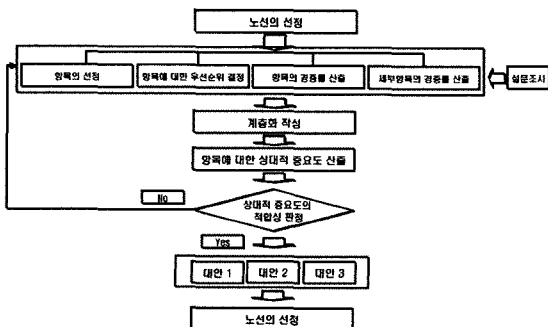 노선의 선정
항목의 선정
항목에 대한 우선순위 결정
항목의 경중률 산출
세부항목의 경중률 산출
설문조사
계층화 작성
항목에 대한 상대적 중요도 산출
No
상대적 중요도의
적합성 판정
Yes
대안 1
대안 2
대안 3
노선의 선정